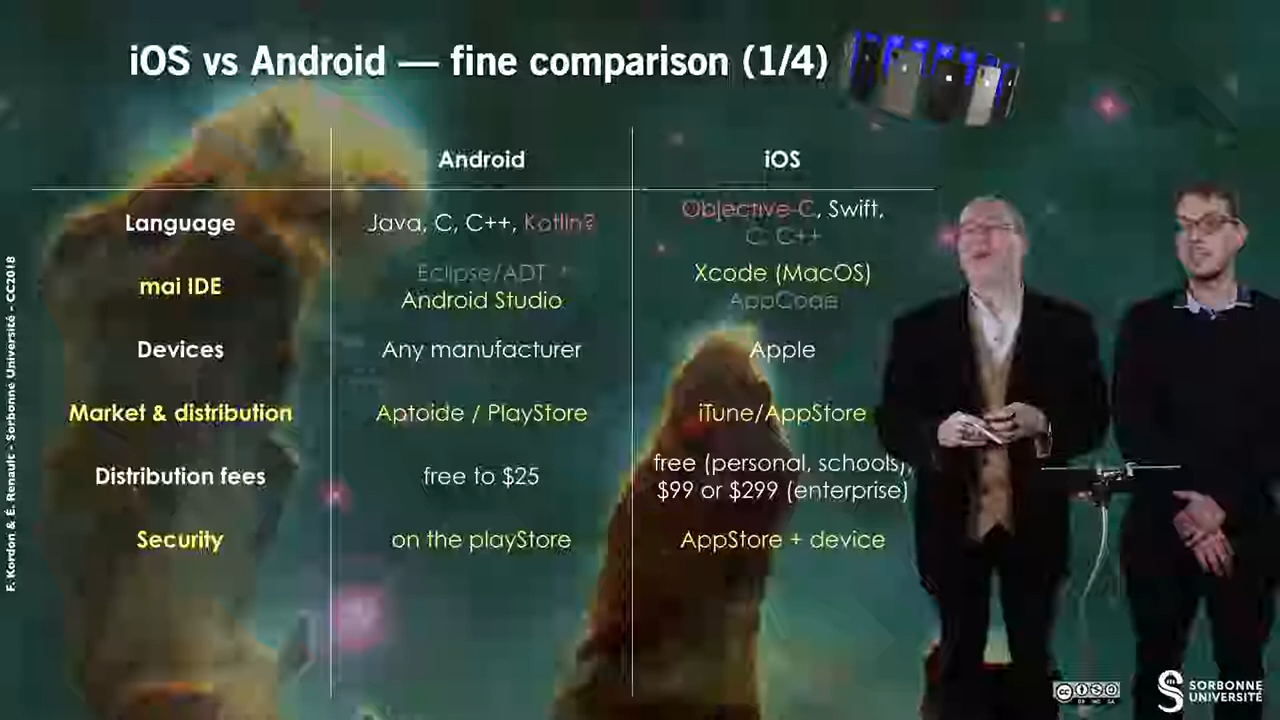 iOS vs Android — fine comparison (1/4)
Android
iOS
Language
Java, C, C++, Kotlin?
Objective-C, Swift,
C, C++
mai IDE
Eclipse/ADT
Android Studio
Xcode (MacOS)
AppCode
Devices
Any manufacturer
Apple
Market & distribution
Aptoide / PlayStore
iTune/AppStore
Distribution fees
free to $25
free (personal, schools),
$99 or $299 (enterprise)
Security
on the playStore
AppStore + device
F. Kordon & É. Renault - Sorbonne Université - CC2018
SORBONNE
UNIVERSITÉ